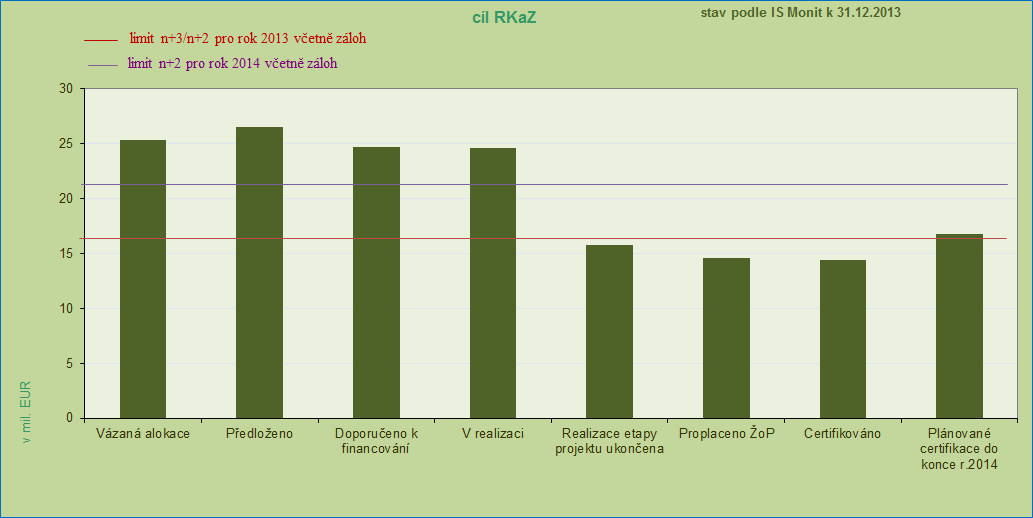 cíl RKaZ
stav podle IS Monit k 31.12.2013
limit n+3/n+2 pro rok 2013 včetně záloh
limit n+2 pro rok 2014 včetně záloh
30
25
20
15
10
5
0
v mil. EUR
Vázaná alokace
Předloženo
Doporučeno k
financování
V realizaci
Realizace etapy
projektu ukončena
Proplaceno ŽoP
Certifikováno
Plánované
certifikace do
konce r.2014